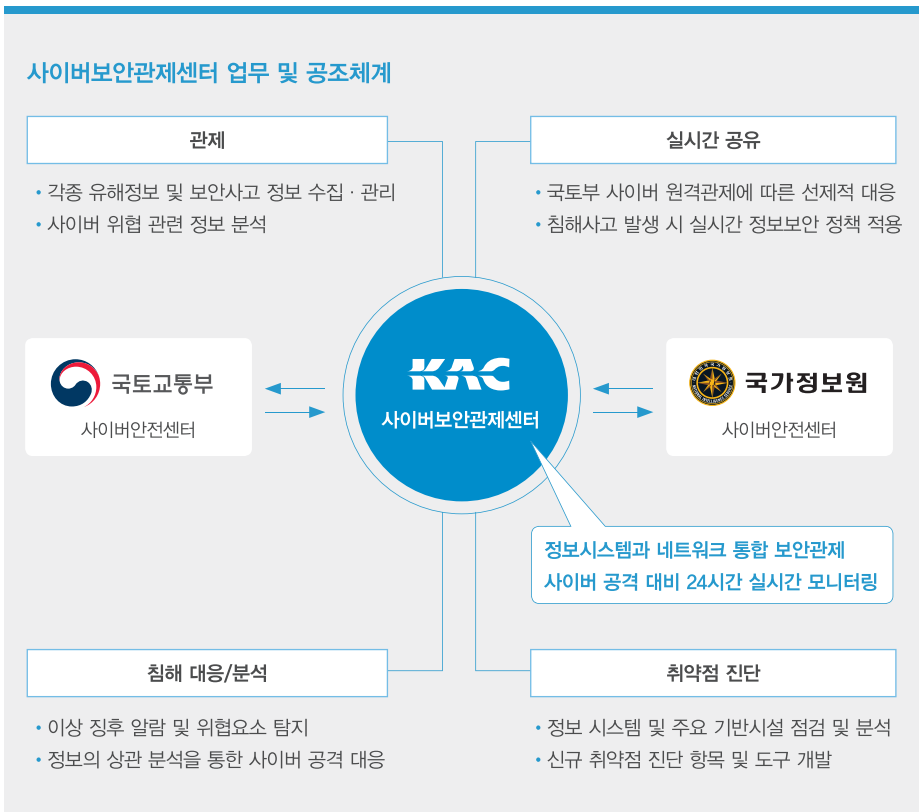 사이버보안관제센터 업무 및 공조체계
관제
• 각종 유해정보 및 보안사고 정보 수집 · 관리
• 사이버 위협 관련 정보 분석
실시간 공유
• 국토부 사이버 원격관제에 따른 선제적 대응
• 침해사고 발생 시 실시간 정보보안 정책 적용
국토교통부
사이버안전센터
KAC
사이버보안관제센터
국가정보원
사이버안전센터
정보시스템과 네트워크 통합 보안관제
사이버 공격 대비 24시간 실시간 모니터링
침해 대응/분석
• 이상 징후 알람 및 위협요소 탐지
• 정보의 상관 분석을 통한 사이버 공격 대응
취약점 진단
• 정보 시스템 및 주요 기반시설 점검 및 분석
• 신규 취약점 진단 항목 및 도구 개발